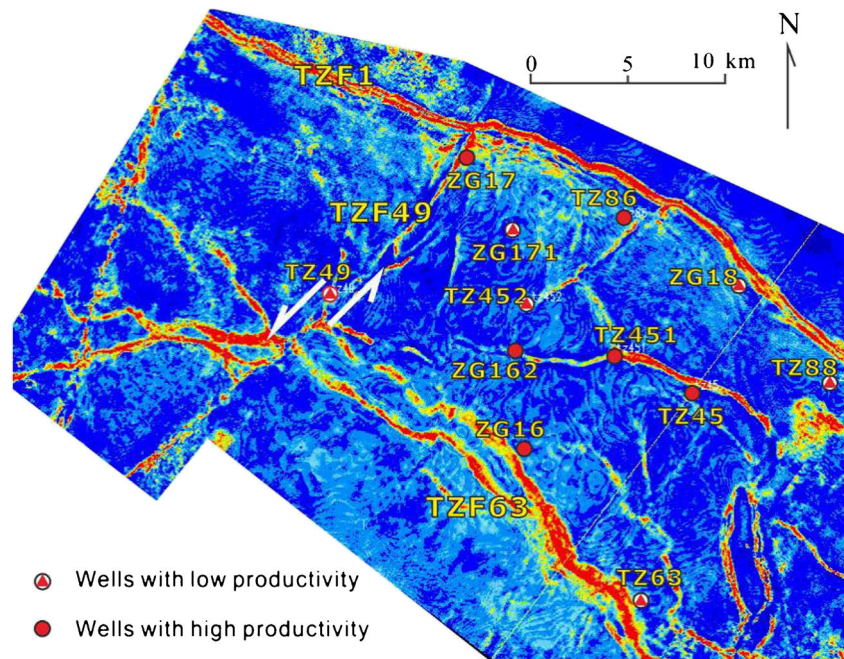 N
0 5 10 km
TZF1
ZG17
TZF49
TZ86
ZG171
TZ49
ZG18
TZ452
TZ451
ZG162
TZ88
TZ45
ZG16
TZF63
TZ63
Wells with low productivity
Wells with high productivity